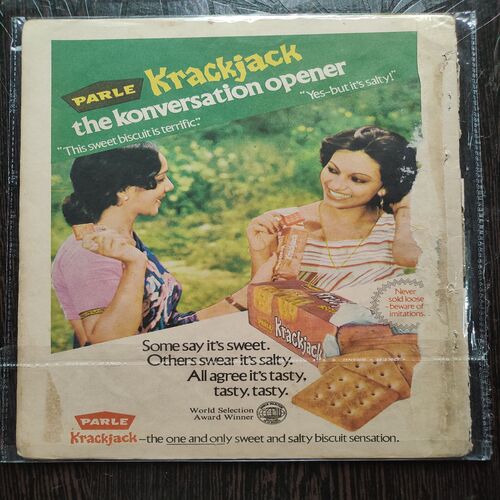 PARLE Krackjack
the konversation opener
"This sweet biscuit is terrific."
"Yes-but it's salty!"
Never
sold loose
-beware of
imitations.
Krackjack
Some say it's sweet.
Others swear it's salty.
All agree it's tasty,
tasty, tasty.
World Selection
Award Winner
PARLE
Krackjack—the one and only sweet and salty biscuit sensation.